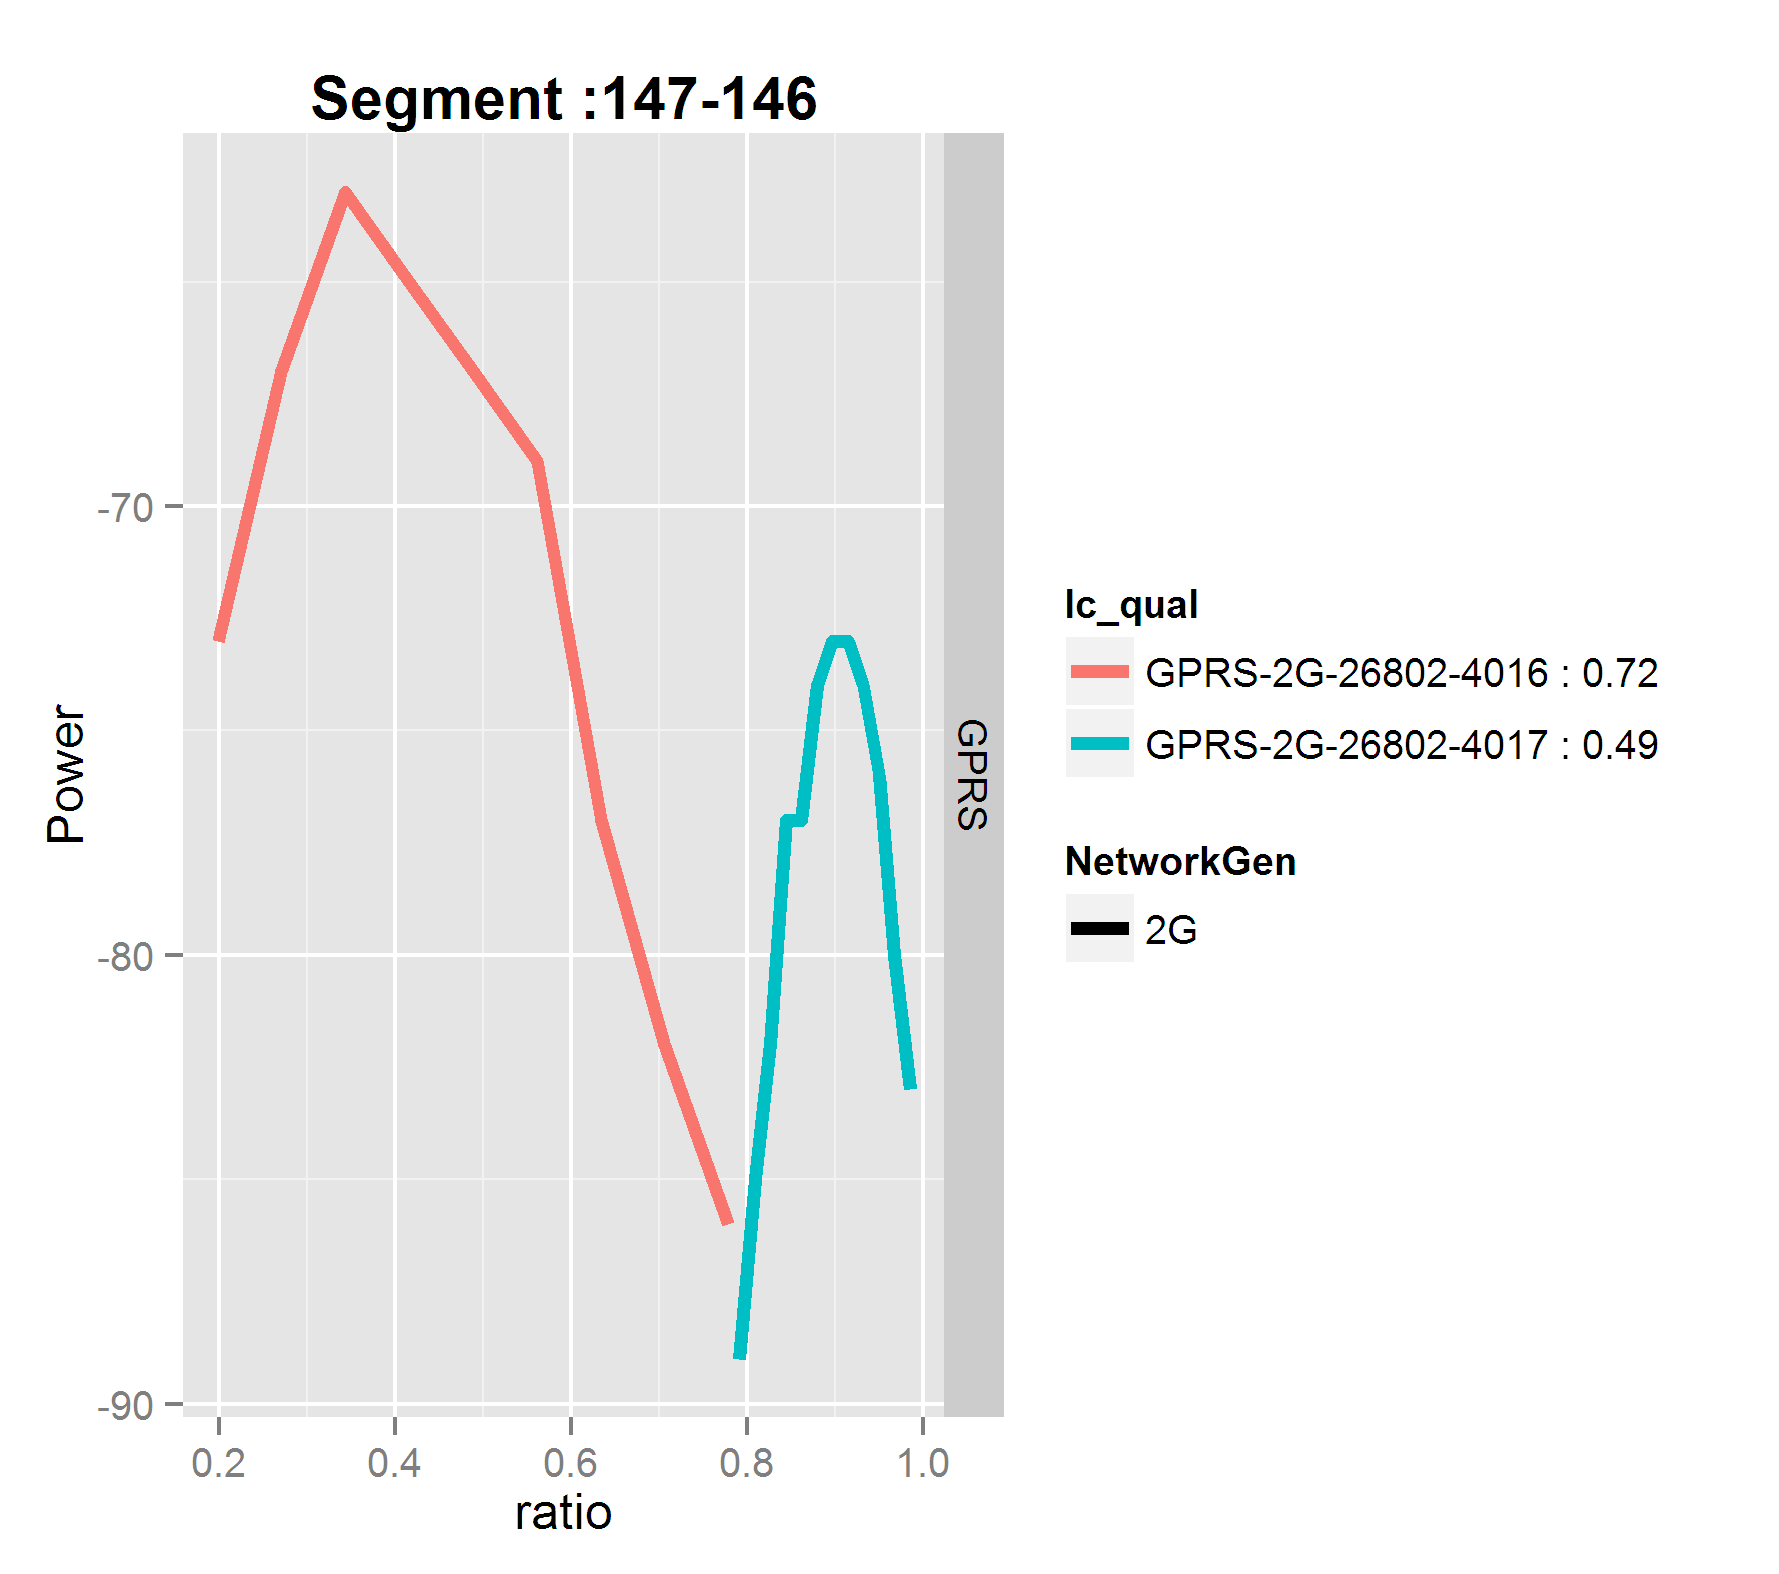 Segment :147-146
Power
-70
-80
-90
0.2 0.4 0.6 0.8 1.0
ratio
GPRS
lc_qual
GPRS-2G-26802-4016 : 0.72
GPRS-2G-26802-4017 : 0.49
NetworkGen
2G